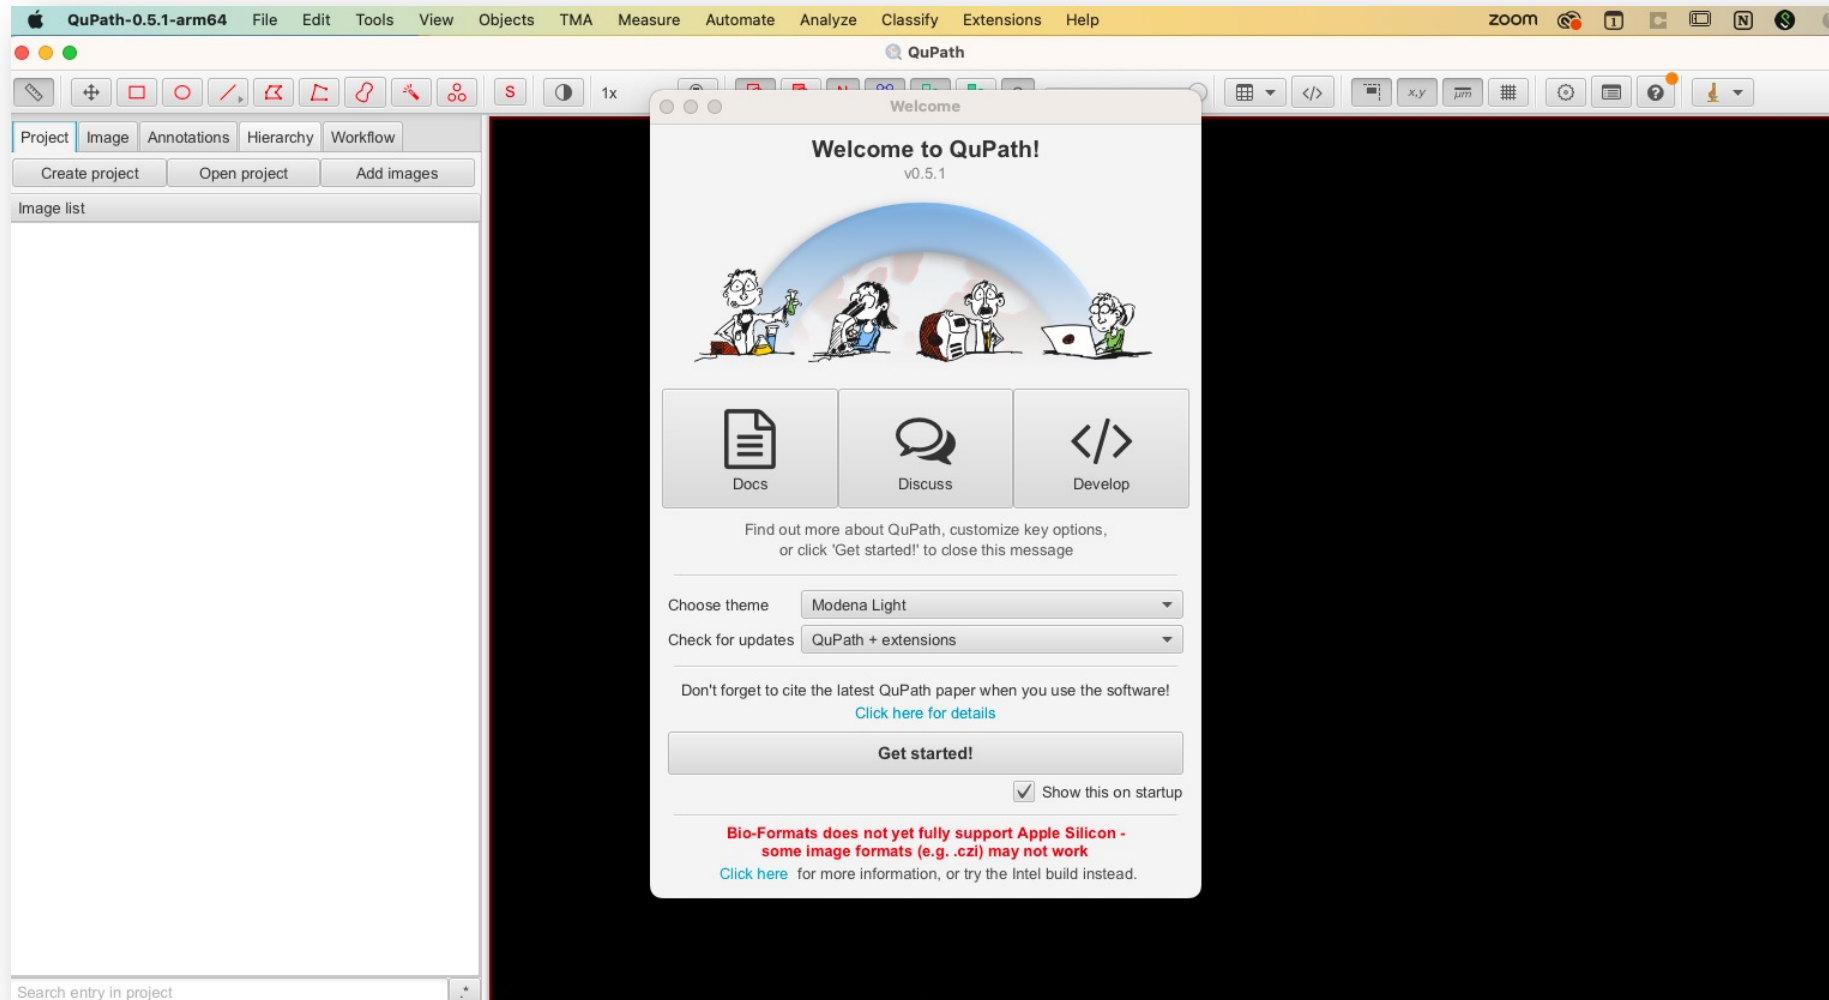 QuPath-0.5.1-arm64 File Edit Tools View Objects TMA Measure Automate Analyze Classify Extensions Help zoom 1 N
QuPath
S 1x </> x,y µm ?
Welcome
Project Image Annotations Hierarchy Workflow
Create project Open project Add images
Image list
Welcome to QuPath!
v0.5.1
</>
Docs Discuss Develop
Find out more about QuPath, customize key options,
or click 'Get started!' to close this message
Choose theme Modena Light
Check for updates QuPath + extensions
Don't forget to cite the latest QuPath paper when you use the software!
Click here for details
Get started!
Show this on startup
Bio-Formats does not yet fully support Apple Silicon -
some image formats (e.g. .czi) may not work
Click here for more information, or try the Intel build instead.
Search entry in project .*